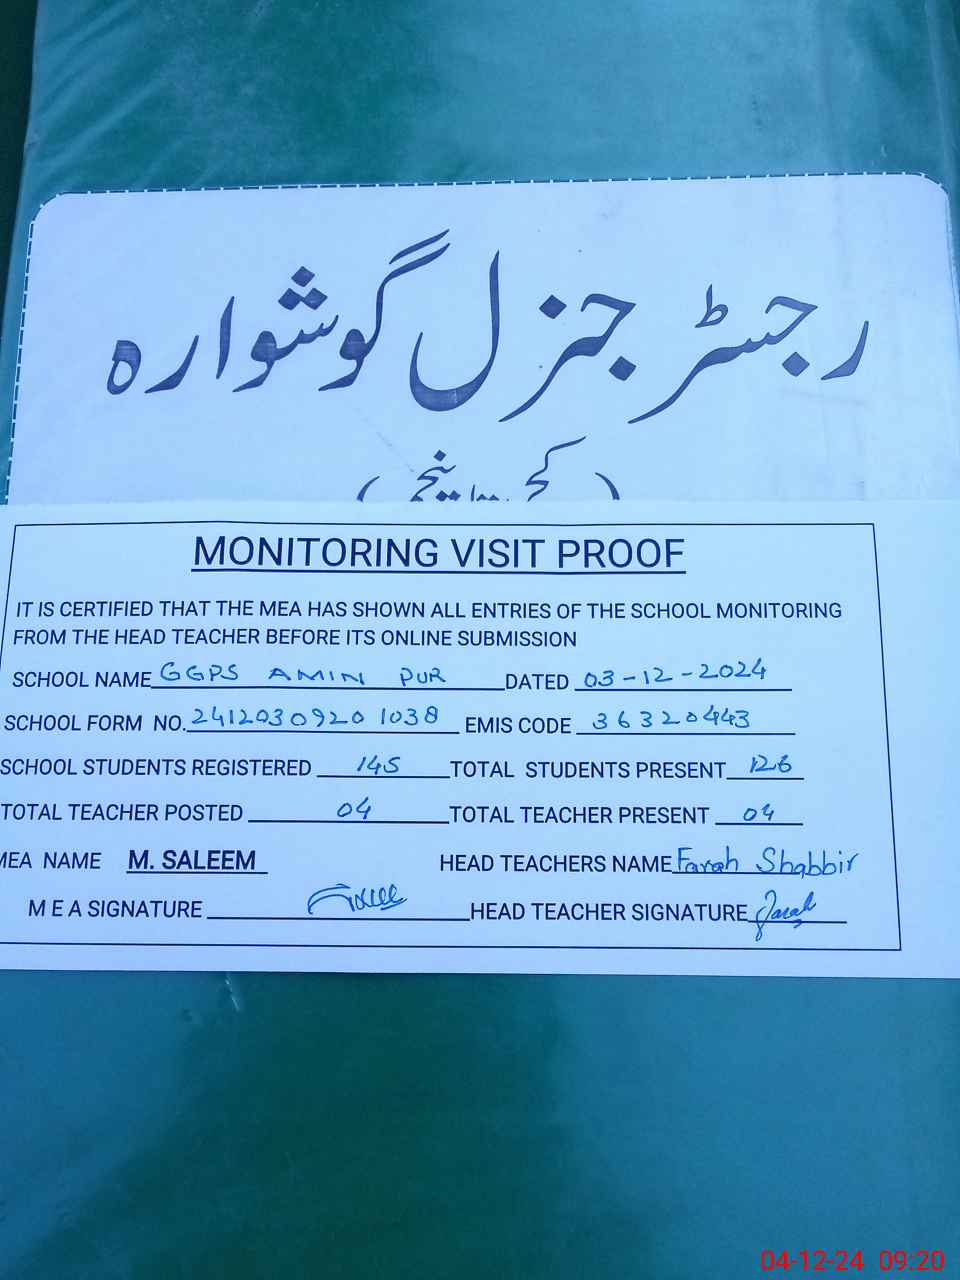 رجسٹر جنرل گوشوارہ
MONITORING VISIT PROOF
IT IS CERTIFIED THAT THE MEA HAS SHOWN ALL ENTRIES OF THE SCHOOL MONITORING
FROM THE HEAD TEACHER BEFORE ITS ONLINE SUBMISSION
SCHOOL NAME GGPS AMIN PUR DATED 03-12-2024
SCHOOL FORM NO. 24120309201038 EMIS CODE 36320443
SCHOOL STUDENTS REGISTERED 145 TOTAL STUDENTS PRESENT 126
TOTAL TEACHER POSTED 04 TOTAL TEACHER PRESENT 04
MEA NAME M. SALEEM HEAD TEACHERS NAME Farah Shabbir
M E A SIGNATURE HEAD TEACHER SIGNATURE Farah
04-12-24 09:20